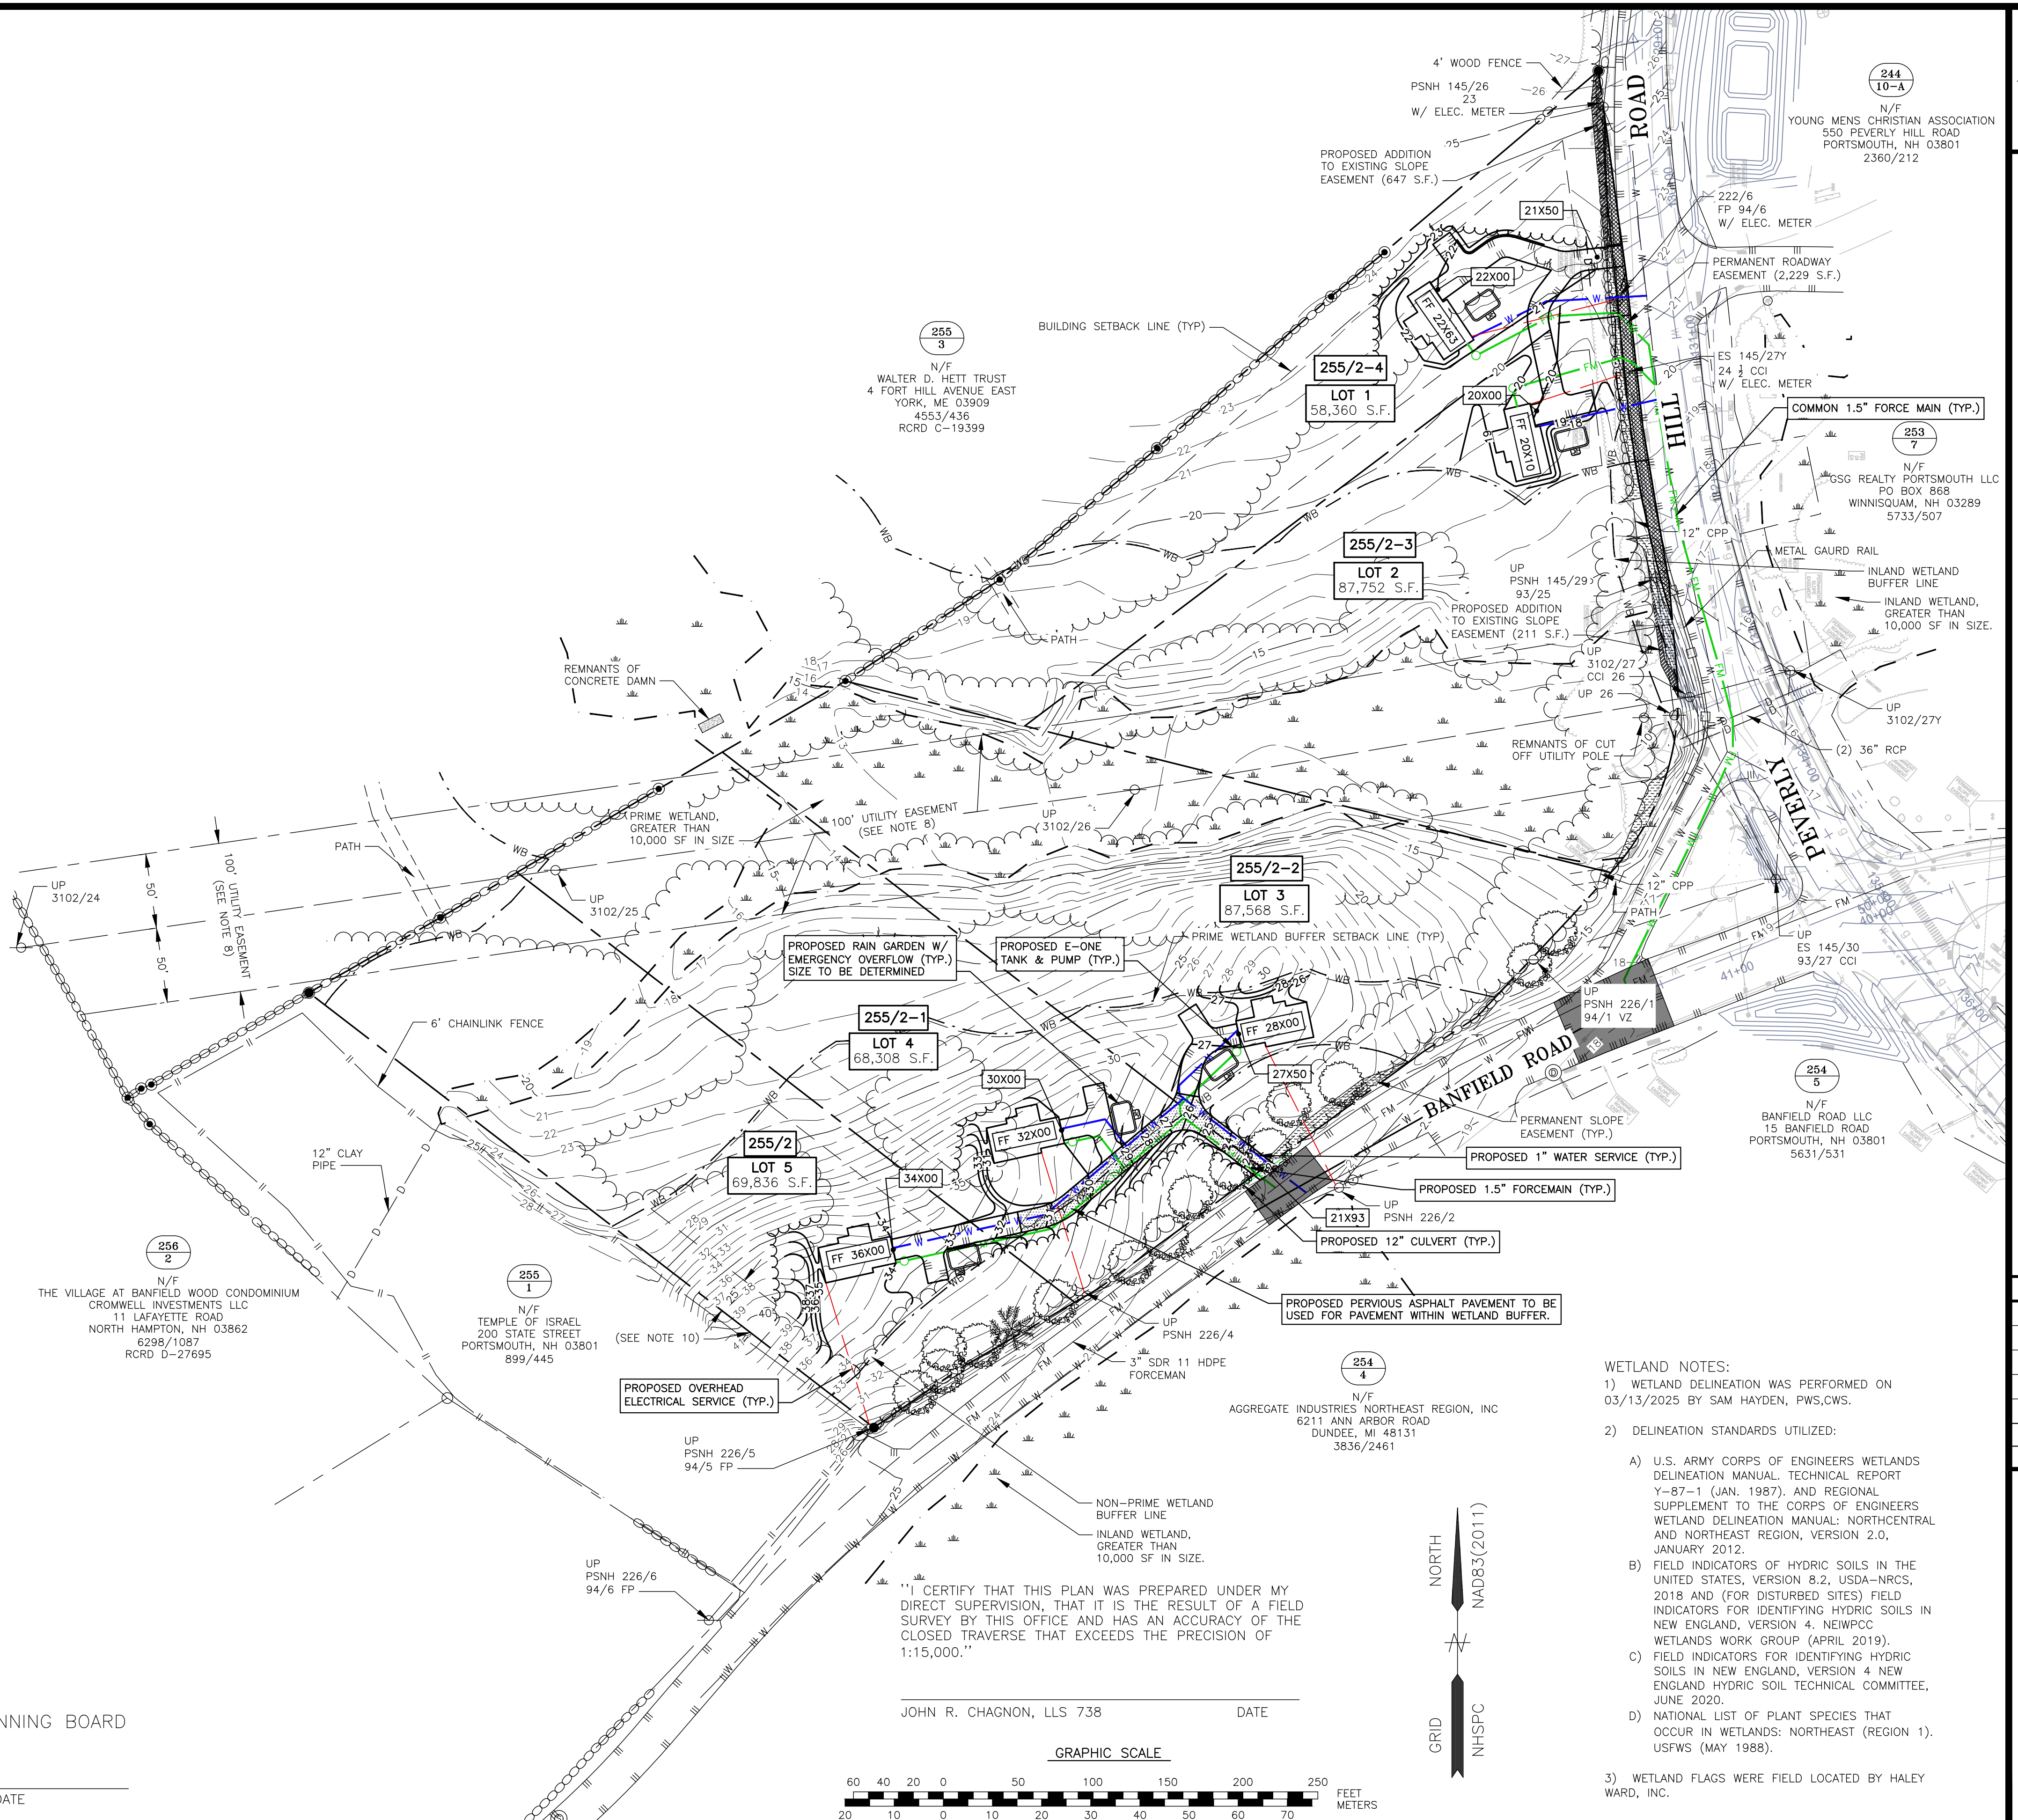 4' WOOD FENCE
PSNH 145/26
23
W/ ELEC. METER
PROPOSED ADDITION
TO EXISTING SLOPE
EASEMENT (647 S.F.)
ROAD
244
10-A
N/F
YOUNG MENS CHRISTIAN ASSOCIATION
550 PEVERLY HILL ROAD
PORTSMOUTH, NH 03801
2360/212
21X50
222/6
FP 94/6
W/ ELEC. METER
PERMANENT ROADWAY
EASEMENT (2,229 S.F.)
22X00
FF 22X63
BUILDING SETBACK LINE (TYP)
255
3
N/F
WALTER D. HETT TRUST
4 FORT HILL AVENUE EAST
YORK, ME 03909
4553/436
RCRD C-19399
255/2-4
LOT 1
58,360 S.F.
20X00
FF 20X10
ES 145/27Y
24 ½ CCI
W/ ELEC. METER
HILL
COMMON 1.5" FORCE MAIN (TYP.)
253
7
N/F
GSG REALTY PORTSMOUTH LLC
PO BOX 868
WINNISQUAM, NH 03289
5733/507
12" CPP
METAL GAURD RAIL
INLAND WETLAND
BUFFER LINE
INLAND WETLAND,
GREATER THAN
10,000 SF IN SIZE.
255/2-3
LOT 2
87,752 S.F.
UP
PSNH 145/29
93/25
PROPOSED ADDITION
TO EXISTING SLOPE
EASEMENT (211 S.F.)
UP
3102/27
CCI 26
UP 26
PATH
REMNANTS OF
CONCRETE DAMN
UP
3102/27Y
(2) 36" RCP
REMNANTS OF CUT
OFF UTILITY POLE
PEVERLY
PRIME WETLAND,
GREATER THAN
10,000 SF IN SIZE
100' UTILITY EASEMENT
(SEE NOTE 8)
UP
3102/26
PATH
UP
3102/24
50'
50'
100' UTILITY EASEMENT
(SEE NOTE 8)
UP
3102/25
255/2-2
LOT 3
87,568 S.F.
12" CPP
PATH
UP
ES 145/30
93/27 CCI
PROPOSED RAIN GARDEN W/
EMERGENCY OVERFLOW (TYP.)
SIZE TO BE DETERMINED
PROPOSED E-ONE
TANK & PUMP (TYP.)
PRIME WETLAND BUFFER SETBACK LINE (TYP)
UP
PSNH 226/1
94/1 VZ
6' CHAINLINK FENCE
255/2-1
LOT 4
68,308 S.F.
FF 28X00
27X50
30X00
FF 32X00
BANFIELD ROAD
254
5
N/F
BANFIELD ROAD LLC
15 BANFIELD ROAD
PORTSMOUTH, NH 03801
5631/531
PERMANENT SLOPE
EASEMENT (TYP.)
PROPOSED 1" WATER SERVICE (TYP.)
PROPOSED 1.5" FORCEMAIN (TYP.)
12" CLAY
PIPE
255/2
LOT 5
69,836 S.F.
34X00
FF 36X00
21X93
UP
PSNH 226/2
PROPOSED 12" CULVERT (TYP.)
256
2
N/F
THE VILLAGE AT BANFIELD WOOD CONDOMINIUM
CROMWELL INVESTMENTS LLC
11 LAFAYETTE ROAD
NORTH HAMPTON, NH 03862
6298/1087
RCRD D-27695
255
1
N/F
TEMPLE OF ISRAEL
200 STATE STREET
PORTSMOUTH, NH 03801
899/445
(SEE NOTE 10)
PROPOSED PERVIOUS ASPHALT PAVEMENT TO BE
USED FOR PAVEMENT WITHIN WETLAND BUFFER.
UP
PSNH 226/4
3" SDR 11 HDPE
FORCEMAN
PROPOSED OVERHEAD
ELECTRICAL SERVICE (TYP.)
254
4
N/F
AGGREGATE INDUSTRIES NORTHEAST REGION, INC
6211 ANN ARBOR ROAD
DUNDEE, MI 48131
3836/2461
UP
PSNH 226/5
94/5 FP
NON-PRIME WETLAND
BUFFER LINE
INLAND WETLAND,
GREATER THAN
10,000 SF IN SIZE.
UP
PSNH 226/6
94/6 FP
"I CERTIFY THAT THIS PLAN WAS PREPARED UNDER MY
DIRECT SUPERVISION, THAT IT IS THE RESULT OF A FIELD
SURVEY BY THIS OFFICE AND HAS AN ACCURACY OF THE
CLOSED TRAVERSE THAT EXCEEDS THE PRECISION OF
1:15,000."
JOHN R. CHAGNON, LLS 738 DATE
GRAPHIC SCALE
60 40 20 0 50 100 150 200 250
FEET
METERS
20 10 0 10 20 30 40 50 60 70
NORTH
NAD83(2011)
GRID
NHSPC
NNING BOARD
DATE
WETLAND NOTES:
1) WETLAND DELINEATION WAS PERFORMED ON
03/13/2025 BY SAM HAYDEN, PWS,CWS.
2) DELINEATION STANDARDS UTILIZED:
A) U.S. ARMY CORPS OF ENGINEERS WETLANDS
DELINEATION MANUAL. TECHNICAL REPORT
Y-87-1 (JAN. 1987). AND REGIONAL
SUPPLEMENT TO THE CORPS OF ENGINEERS
WETLAND DELINEATION MANUAL: NORTHCENTRAL
AND NORTHEAST REGION, VERSION 2.0,
JANUARY 2012.
B) FIELD INDICATORS OF HYDRIC SOILS IN THE
UNITED STATES, VERSION 8.2, USDA-NRCS,
2018 AND (FOR DISTURBED SITES) FIELD
INDICATORS FOR IDENTIFYING HYDRIC SOILS IN
NEW ENGLAND, VERSION 4. NEIWPCC
WETLANDS WORK GROUP (APRIL 2019).
C) FIELD INDICATORS FOR IDENTIFYING HYDRIC
SOILS IN NEW ENGLAND, VERSION 4 NEW
ENGLAND HYDRIC SOIL TECHNICAL COMMITTEE,
JUNE 2020.
D) NATIONAL LIST OF PLANT SPECIES THAT
OCCUR IN WETLANDS: NORTHEAST (REGION 1).
USFWS (MAY 1988).
3) WETLAND FLAGS WERE FIELD LOCATED BY HALEY
WARD, INC.